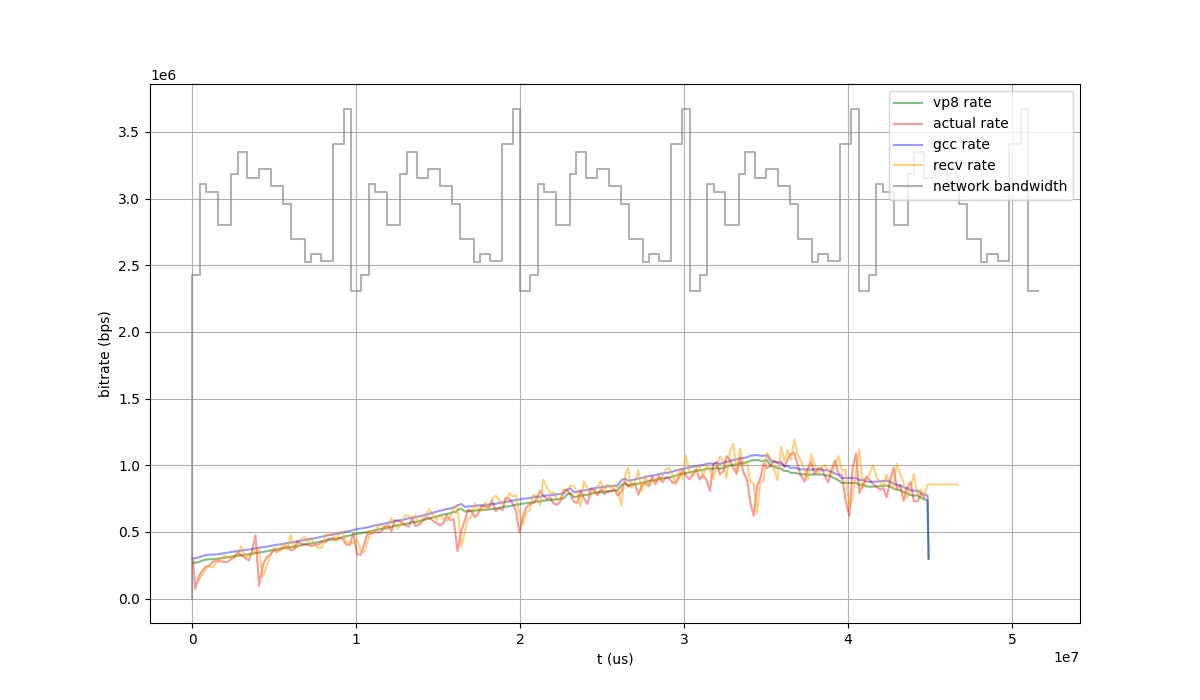 1e6
3.5
3.0
2.5
2.0
1.5
1.0
0.5
0.0
bitrate (bps)
vp8 rate
actual rate
gcc rate
recv rate
network bandwidth
0 1 2 3 4 5
t (us)
1e7